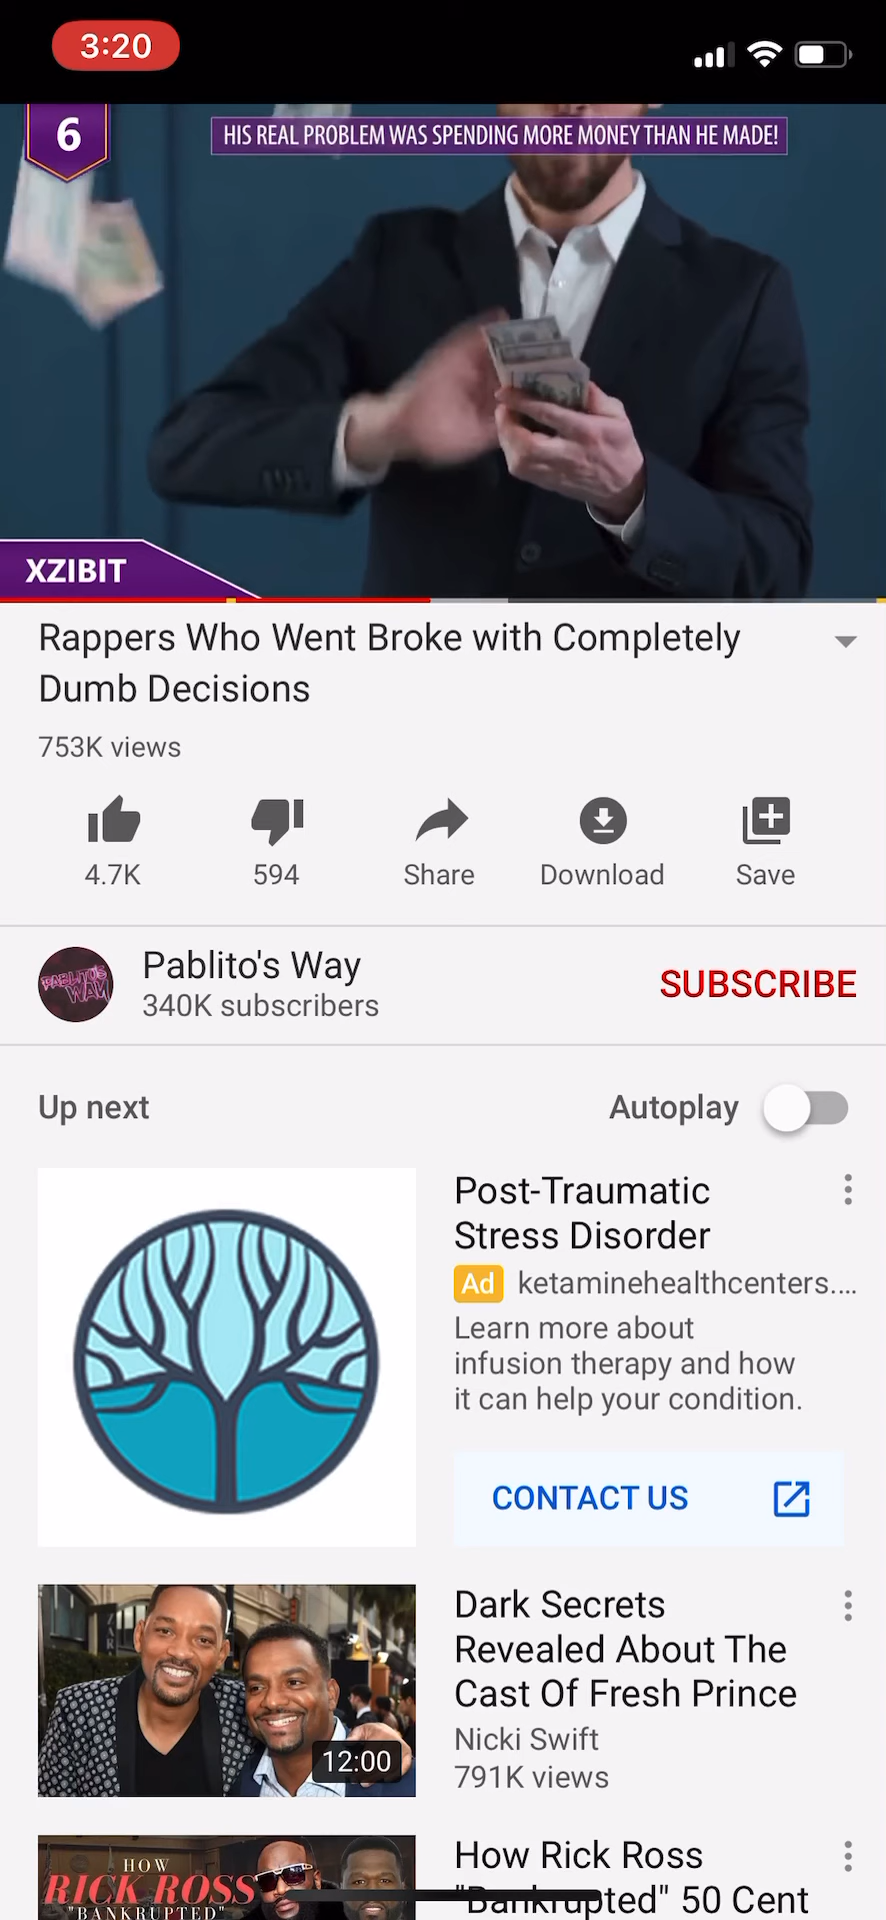 3:20
6
HIS REAL PROBLEM WAS SPENDING MORE MONEY THAN HE MADE!
XZIBIT
Rappers Who Went Broke with Completely
Dumb Decisions
753K views
4.7K
594
Share
Download
Save
PABLITO'S
WAY
Pablito's Way
340K subscribers
SUBSCRIBE
Up next
Autoplay
Post-Traumatic
Stress Disorder
Ad ketaminehealthcenters....
Learn more about
infusion therapy and how
it can help your condition.
CONTACT US
12:00
Dark Secrets
Revealed About The
Cast Of Fresh Prince
Nicki Swift
791K views
HOW
RICK ROSS
"BANKRUPTED"
How Rick Ross
"Bankrupted" 50 Cent